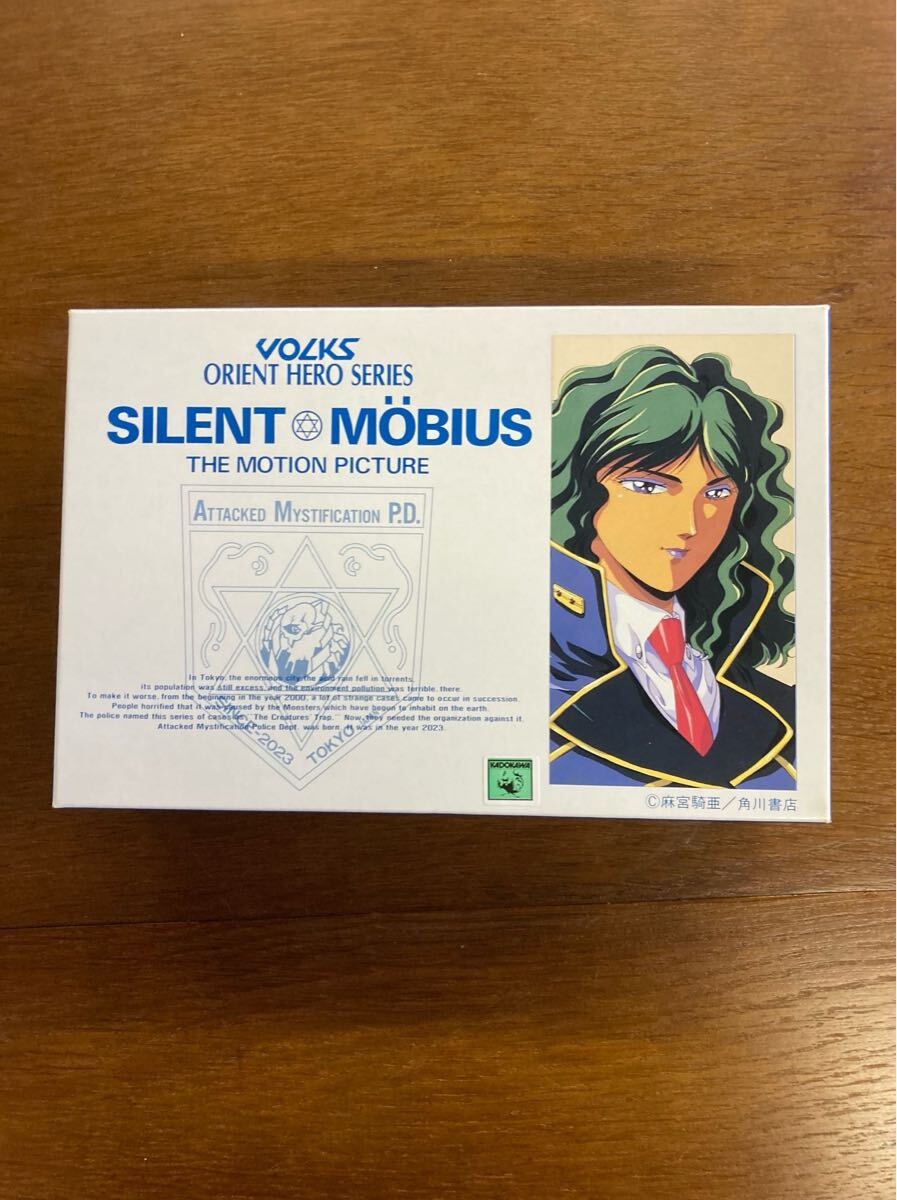 VOLKS
ORIENT HERO SERIES
SILENT MÖBIUS
THE MOTION PICTURE
ATTACKED MYSTIFICATION P.D.
In Tokyo, the enormous city, the acid rain fell in torrents,
its population was still excess and the environment pollution was terrible there.
To make it worse, from the beginning in the year 2000, a lot of strange cases came to occur in succession.
People horrified that it was caused by the Monsters which have begun to inhabit on the earth.
The police named this series of cases as "The Creatures' Trap." Now, they needed the organization against it.
Attacked Mystification Police Dept. was born. It was in the year 2023.
-2023
TOKYO
KADOKAWA
©麻宮騎亜／角川書店